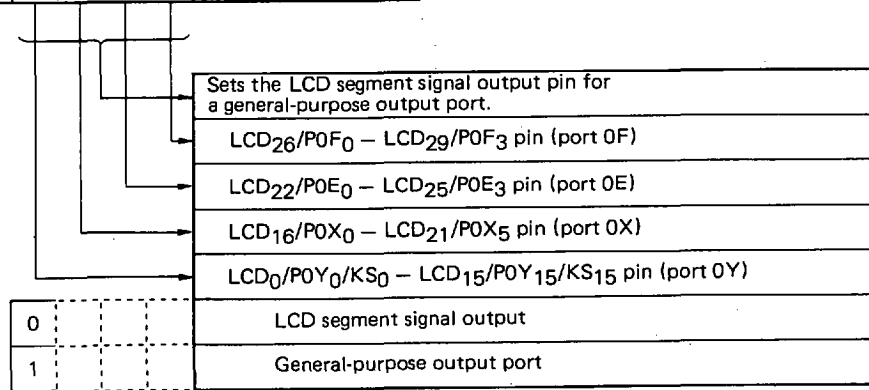 Sets the LCD segment signal output pin for
a general-purpose output port.
LCD26/P0F0 – LCD29/P0F3 pin (port 0F)
LCD22/P0E0 – LCD25/P0E3 pin (port 0E)
LCD16/P0X0 – LCD21/P0X5 pin (port 0X)
LCD0/P0Y0/KS0 – LCD15/P0Y15/KS15 pin (port 0Y)
0 LCD segment signal output
1 General-purpose output port